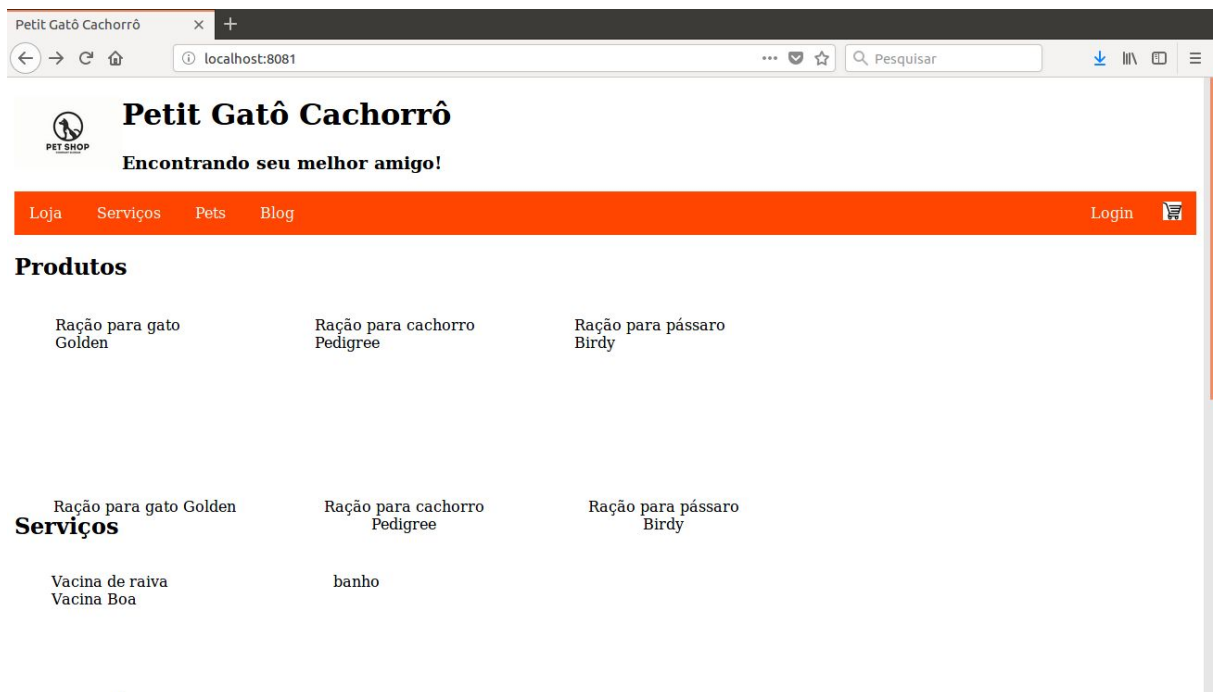 Petit Gatô Cachorrô
localhost:8081
Pesquisar
PET SHOP
Petit Gatô Cachorrô
Encontrando seu melhor amigo!
Loja Serviços Pets Blog Login
Produtos
Ração para gato
Golden
Ração para cachorro
Pedigree
Ração para pássaro
Birdy
Ração para gato Golden
Ração para cachorro
Pedigree
Ração para pássaro
Birdy
Serviços
Vacina de raiva
Vacina Boa
banho